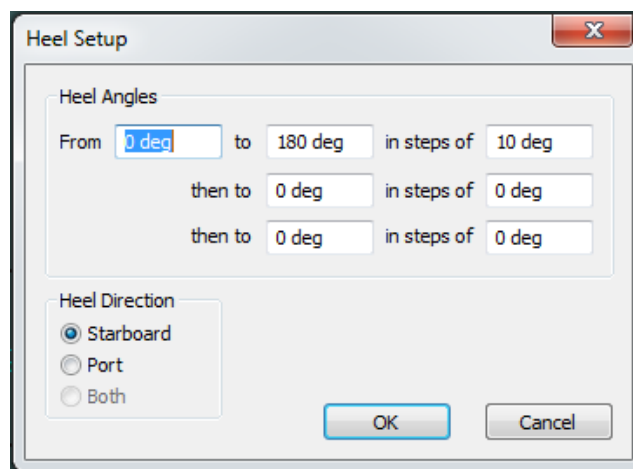 Heel Setup
Heel Angles
From 0 deg to 180 deg in steps of 10 deg
then to 0 deg in steps of 0 deg
then to 0 deg in steps of 0 deg
Heel Direction
Starboard
Port
Both
OK Cancel